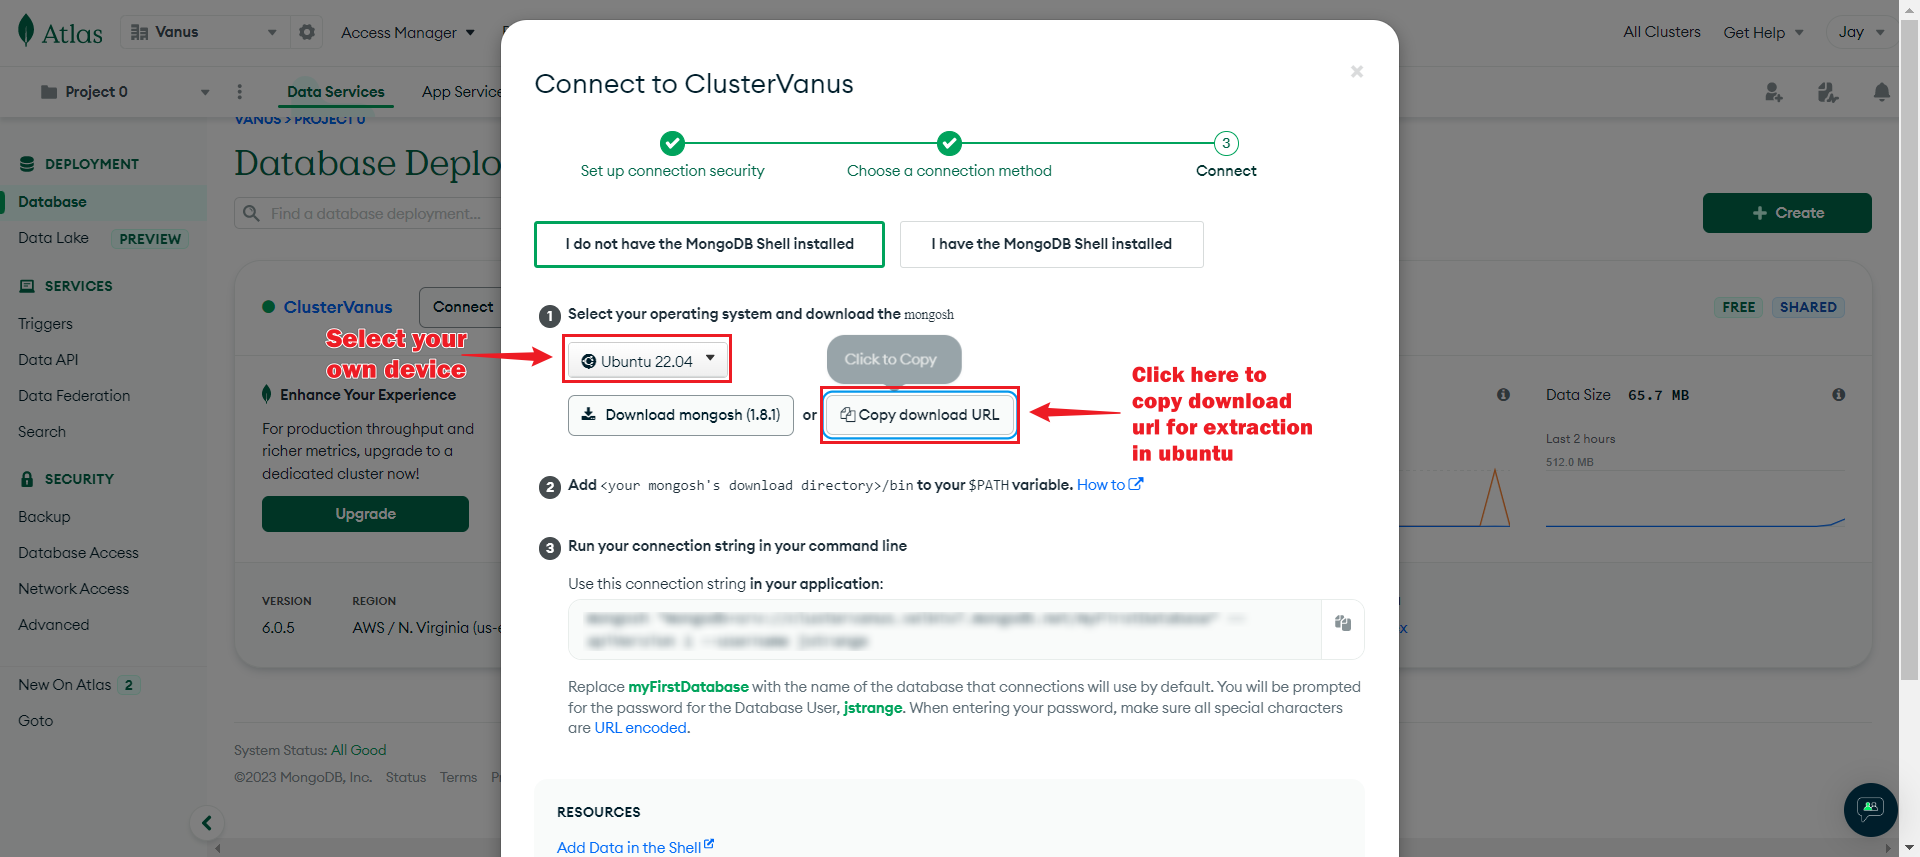 Atlas
Vanus
Access Manager
All Clusters
Get Help
Jay
Project 0
Data Services
App Service
VANUS > PROJECT 0
DEPLOYMENT
Database
Data Lake PREVIEW
SERVICES
Triggers
Data API
Data Federation
Search
SECURITY
Backup
Database Access
Network Access
Advanced
New On Atlas 2
Goto
Database Deplo
Find a database deployment...
+ Create
ClusterVanus
Connect
FREE
SHARED
Enhance Your Experience
For production throughput and
richer metrics, upgrade to a
dedicated cluster now!
Upgrade
VERSION
6.0.5
REGION
AWS / N. Virginia (us-e
Data Size 65.7 MB
Last 2 hours
512.0 MB
System Status: All Good
©2023 MongoDB, Inc.
Status
Terms
Connect to ClusterVanus
Set up connection security
Choose a connection method
3
Connect
I do not have the MongoDB Shell installed
I have the MongoDB Shell installed
1 Select your operating system and download the mongosh
Select your
own device
Ubuntu 22.04
Click to Copy
Download mongosh (1.8.1)
or
Copy download URL
Click here to
copy download
url for extraction
in ubuntu
2 Add <your mongosh's download directory>/bin to your $PATH variable. How to
3 Run your connection string in your command line
Use this connection string in your application:
Replace myFirstDatabase with the name of the database that connections will use by default. You will be prompted
for the password for the Database User, jstrange. When entering your password, make sure all special characters
are URL encoded.
RESOURCES
Add Data in the Shell